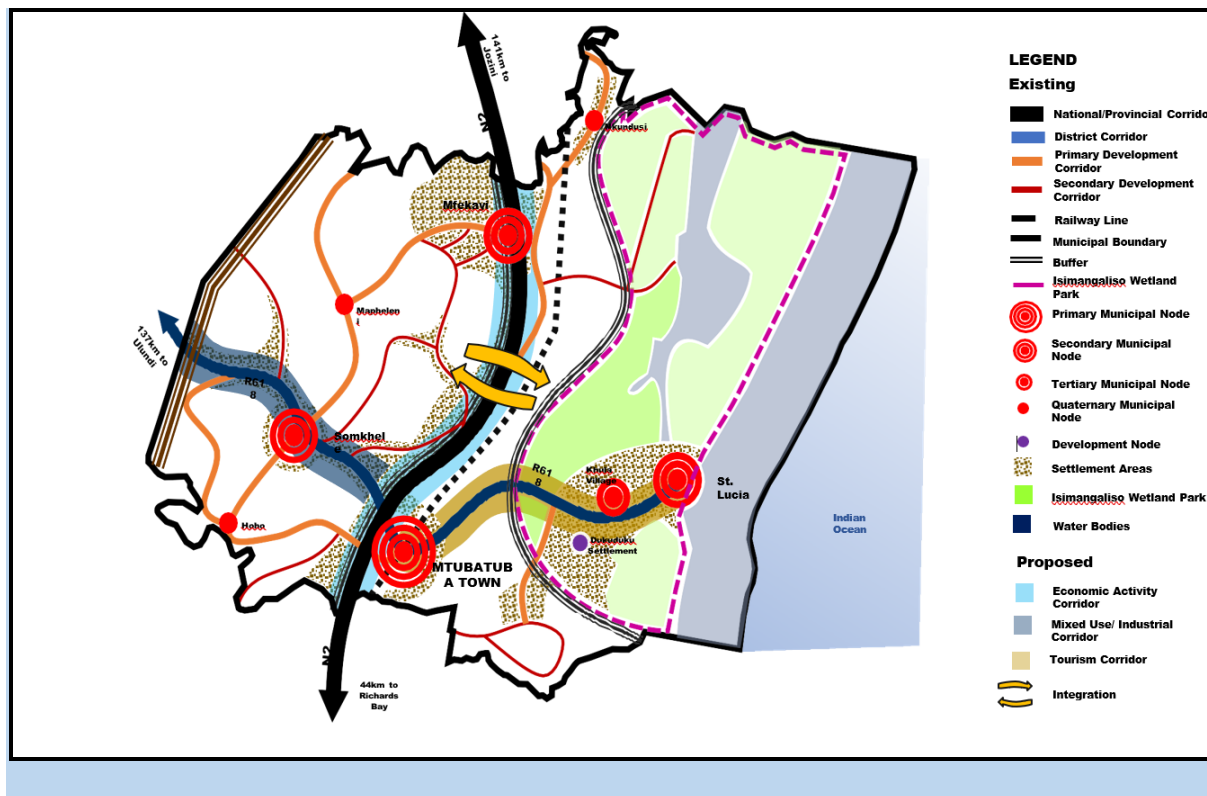 141km to
Jozini
N2
Nkundusi
Mfekayi
Maphelen
i
137km to
Ulundi
R61
8
Somkhel
e
R61
8
Khula
Village
St.
Lucia
Hoho
Dukuduku
Settlement
MTUBATUB
A TOWN
Indian
Ocean
N2
44km to
Richards
Bay
LEGEND
Existing
National/Provincial Corrido
District Corridor
Primary Development
Corridor
Secondary Development
Corridor
Railway Line
Municipal Boundary
Buffer
Isimangaliso Wetland
Park
Primary Municipal Node
Secondary Municipal
Node
Tertiary Municipal Node
Quaternary Municipal
Node
Development Node
Settlement Areas
Isimangaliso Wetland Park
Water Bodies
Proposed
Economic Activity
Corridor
Mixed Use/ Industrial
Corridor
Tourism Corridor
Integration